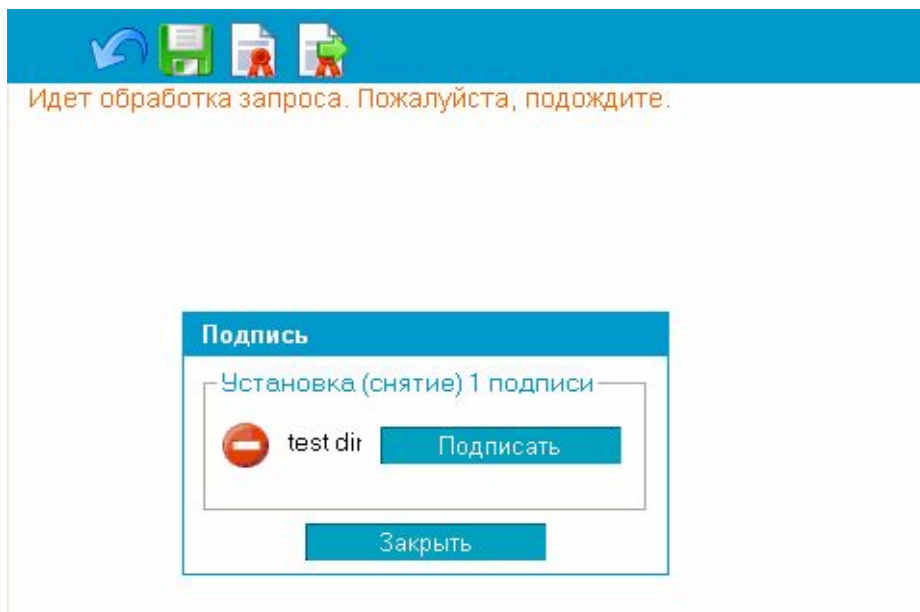 Идет обработка запроса. Пожалуйста, подождите.
Подпись
Установка (снятие) 1 подписи
test dir Подписать
Закрыть